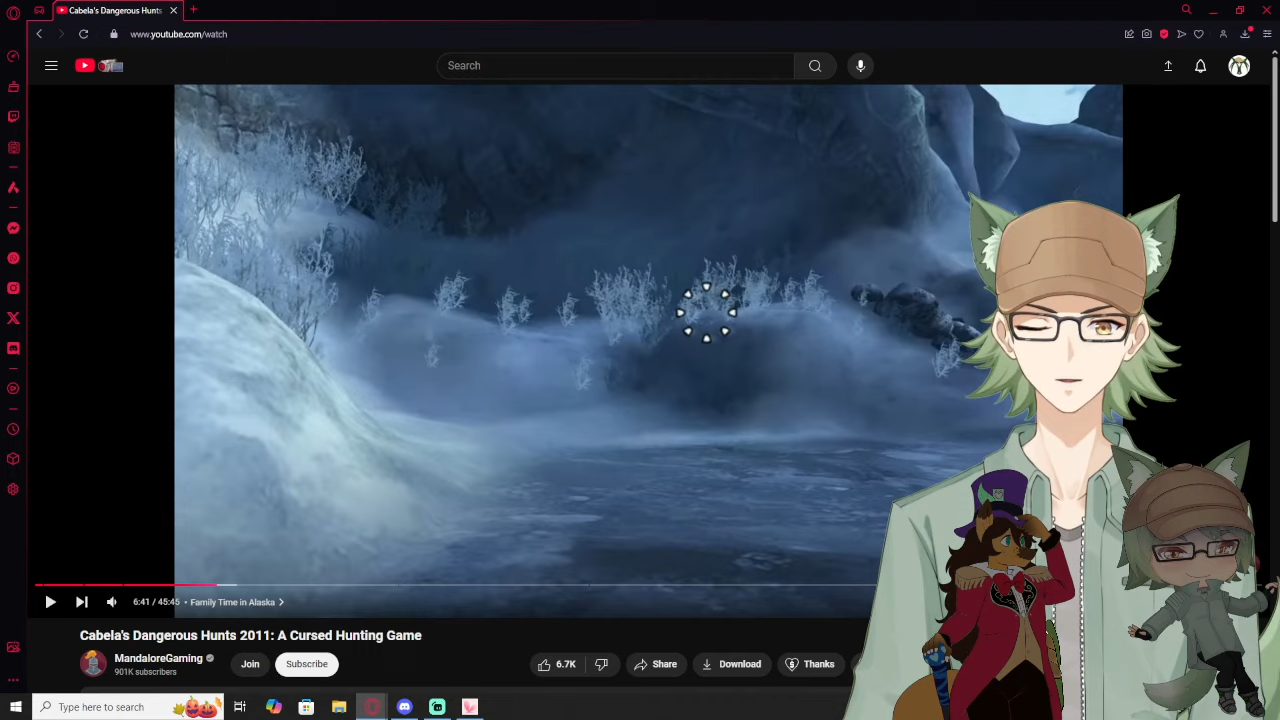 Cabela's Dangerous Hunts
www.youtube.com/watch
Search
6:41 / 45:45 • Family Time in Alaska
Cabela's Dangerous Hunts 2011: A Cursed Hunting Game
MandaloreGaming
901K subscribers
Join
Subscribe
6.7K
Share
Download
Thanks
Type here to search